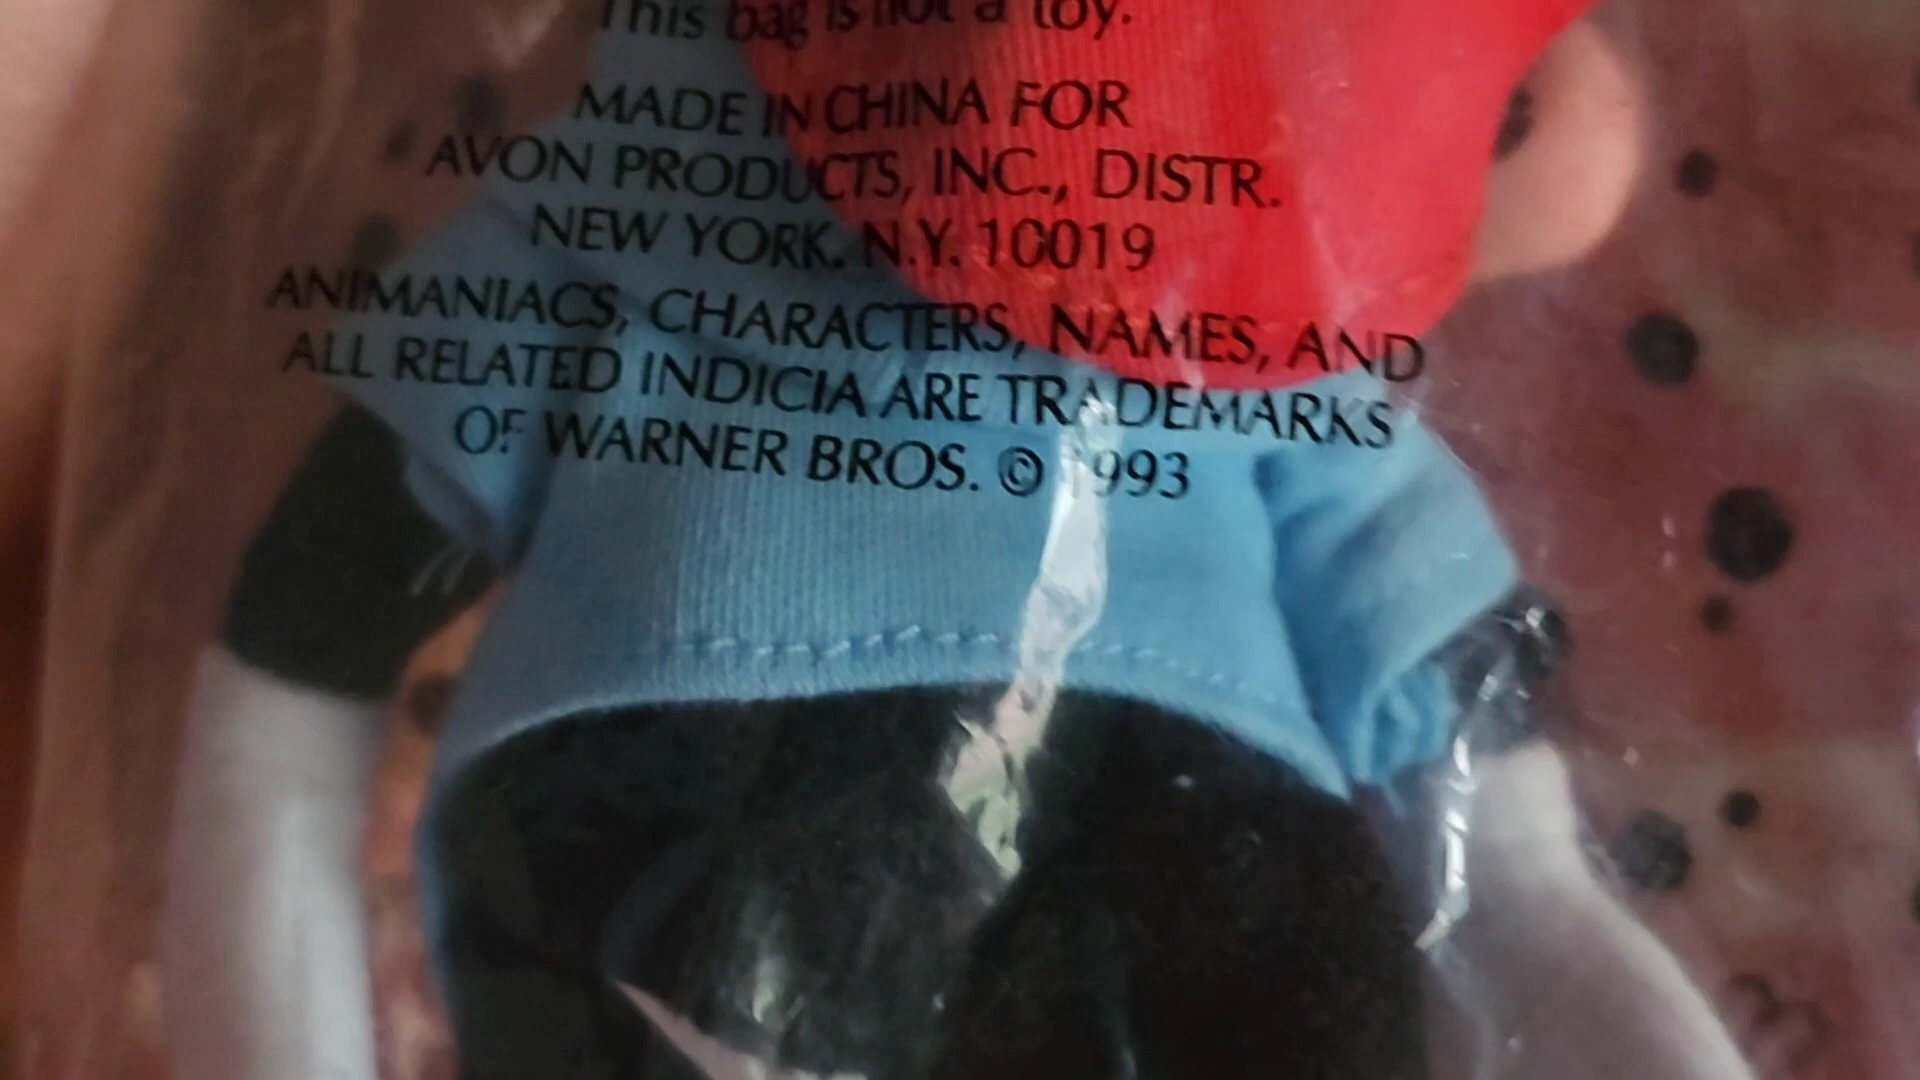 This bag is not a toy.
MADE IN CHINA FOR
AVON PRODUCTS, INC., DISTR.
NEW YORK. N.Y. 10019
ANIMANIACS, CHARACTERS, NAMES, AND
ALL RELATED INDICIA ARE TRADEMARKS
OF WARNER BROS. © 1993